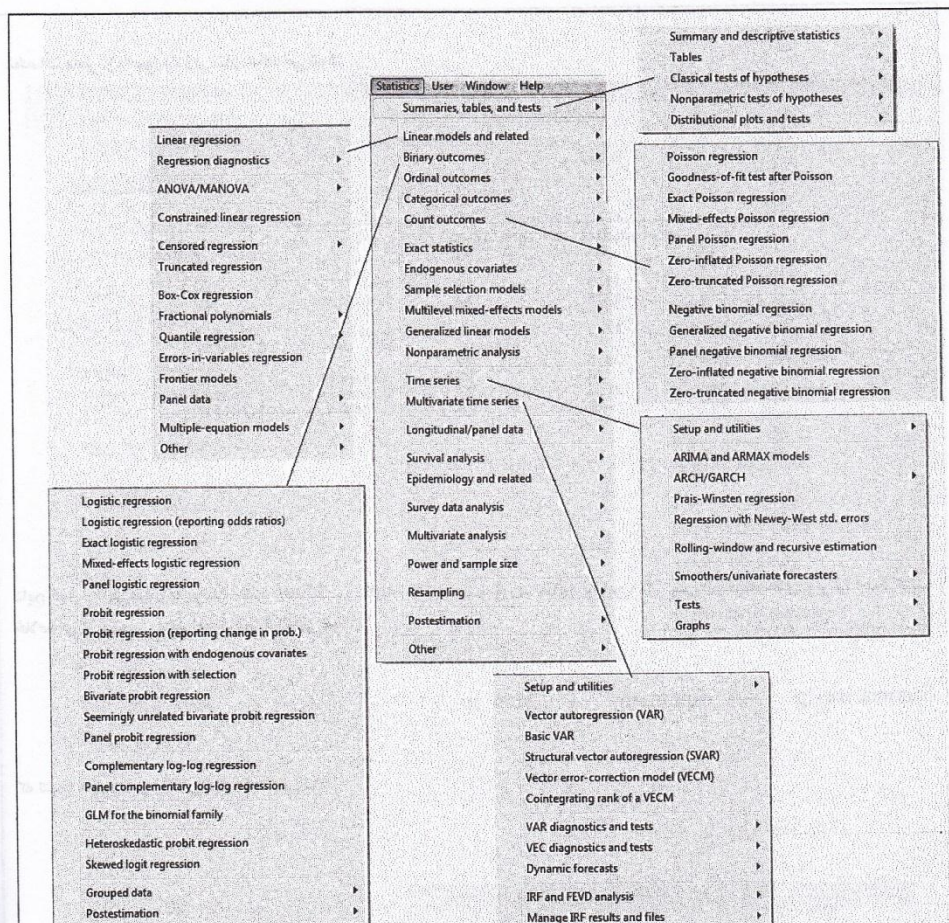 Statistics User Window Help
Summaries, tables, and tests
Linear models and related
Binary outcomes
Ordinal outcomes
Categorical outcomes
Count outcomes
Exact statistics
Endogenous covariates
Sample selection models
Multilevel mixed-effects models
Generalized linear models
Nonparametric analysis
Time series
Multivariate time series
Longitudinal/panel data
Survival analysis
Epidemiology and related
Survey data analysis
Multivariate analysis
Power and sample size
Resampling
Postestimation
Other
Summary and descriptive statistics
Tables
Classical tests of hypotheses
Nonparametric tests of hypotheses
Distributional plots and tests
Linear regression
Regression diagnostics
ANOVA/MANOVA
Constrained linear regression
Censored regression
Truncated regression
Box-Cox regression
Fractional polynomials
Quantile regression
Errors-in-variables regression
Frontier models
Panel data
Multiple-equation models
Other
Poisson regression
Goodness-of-fit test after Poisson
Exact Poisson regression
Mixed-effects Poisson regression
Panel Poisson regression
Zero-inflated Poisson regression
Zero-truncated Poisson regression
Negative binomial regression
Generalized negative binomial regression
Panel negative binomial regression
Zero-inflated negative binomial regression
Zero-truncated negative binomial regression
Setup and utilities
ARIMA and ARMAX models
ARCH/GARCH
Prais-Winsten regression
Regression with Newey-West std. errors
Rolling-window and recursive estimation
Smoothers/univariate forecasters
Tests
Graphs
Logistic regression
Logistic regression (reporting odds ratios)
Exact logistic regression
Mixed-effects logistic regression
Panel logistic regression
Probit regression
Probit regression (reporting change in prob.)
Probit regression with endogenous covariates
Probit regression with selection
Bivariate probit regression
Seemingly unrelated bivariate probit regression
Panel probit regression
Complementary log-log regression
Panel complementary log-log regression
GLM for the binomial family
Heteroskedastic probit regression
Skewed logit regression
Grouped data
Postestimation
Setup and utilities
Vector autoregression (VAR)
Basic VAR
Structural vector autoregression (SVAR)
Vector error-correction model (VECM)
Cointegrating rank of a VECM
VAR diagnostics and tests
VEC diagnostics and tests
Dynamic forecasts
IRF and FEVD analysis
Manage IRF results and files